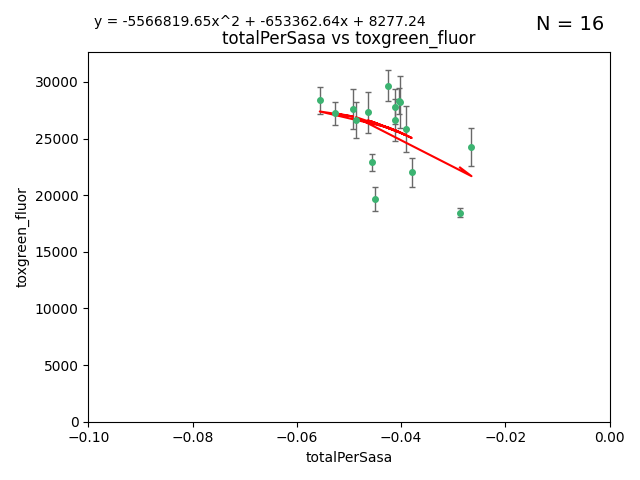 y = -5566819.65x^2 + -653362.64x + 8277.24
N = 16
totalPerSasa vs toxgreen_fluor
30000
25000
20000
15000
10000
5000
0
toxgreen_fluor
−0.10
−0.08
−0.06
−0.04
−0.02
0.00
totalPerSasa